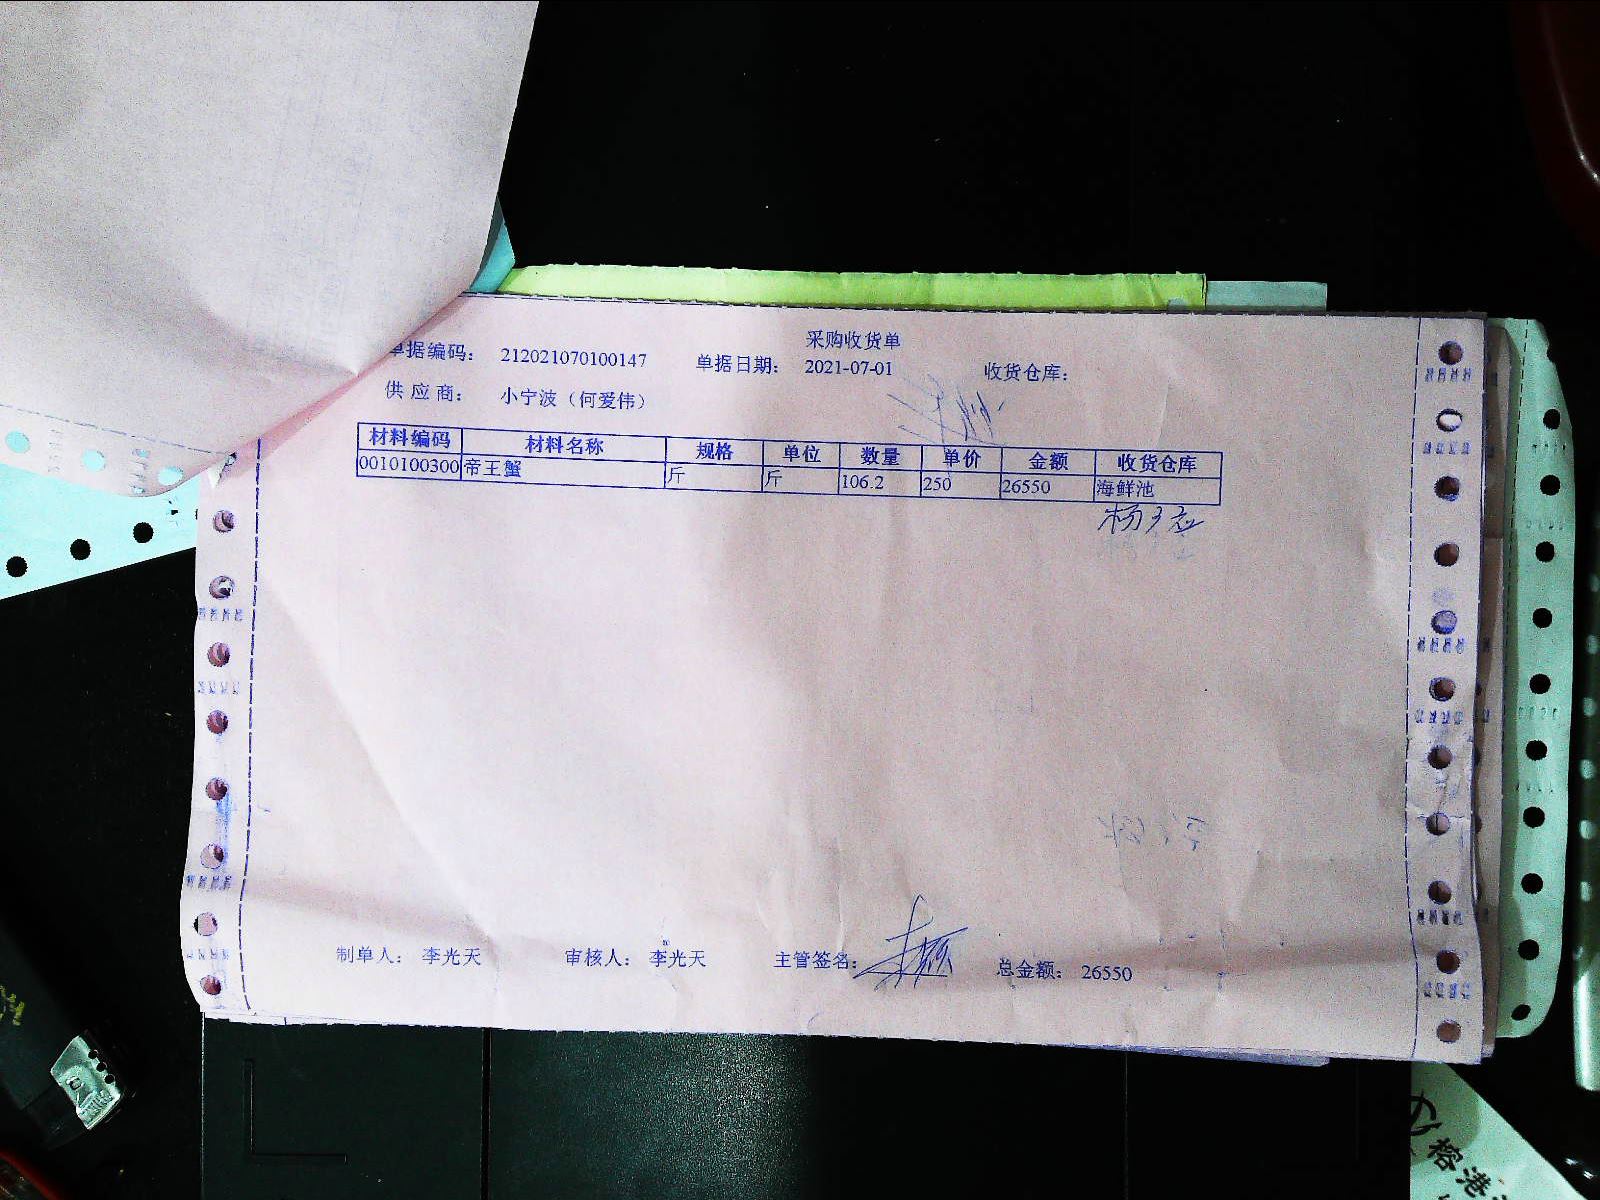 采购收货单
单据编码： 212021070100147 单据日期： 2021-07-01 收货仓库：
供应商： 小宁波（何爱伟）
材料编码 材料名称 规格 单位 数量 单价 金额 收货仓库
0010100300 帝王蟹 斤 斤 106.2 250 26550 海鲜池
制单人： 李光天 审核人： 李光天 主管签名： 总金额： 26550
榕港